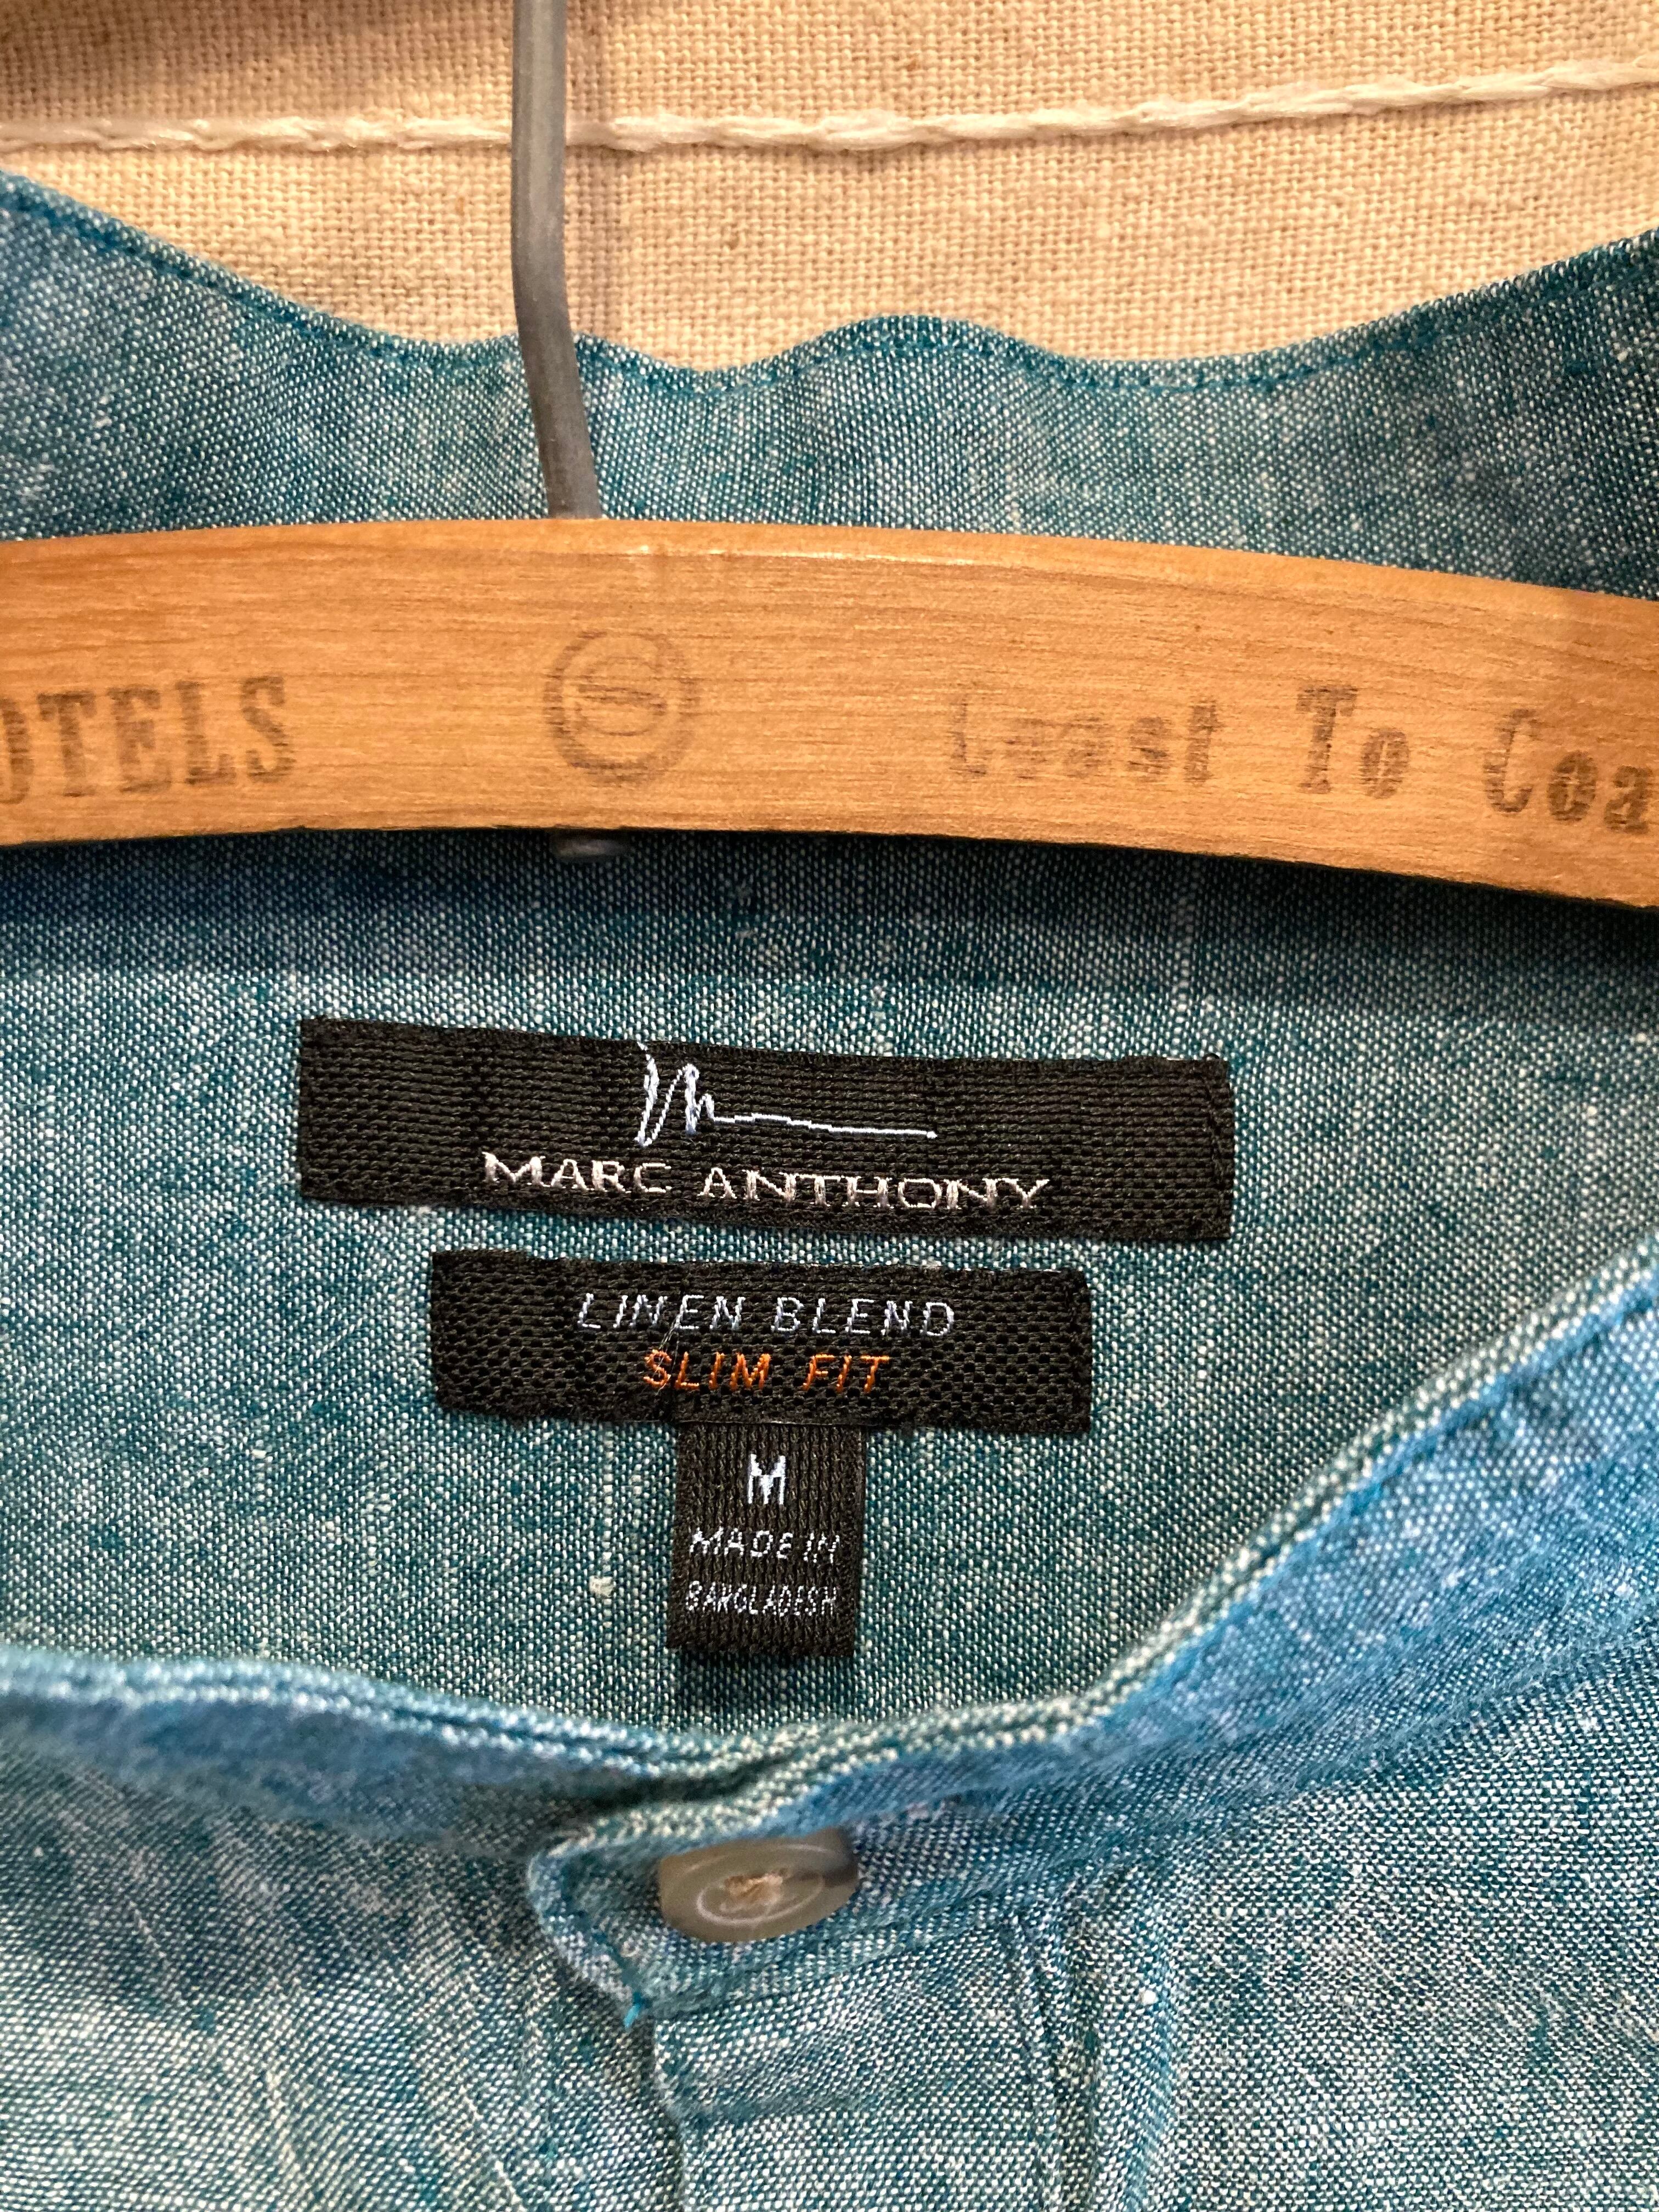 OTELS Coast To Coa
MARC ANTHONY
LINEN BLEND
SLIM FIT
M
MADE IN
BANGLADESH